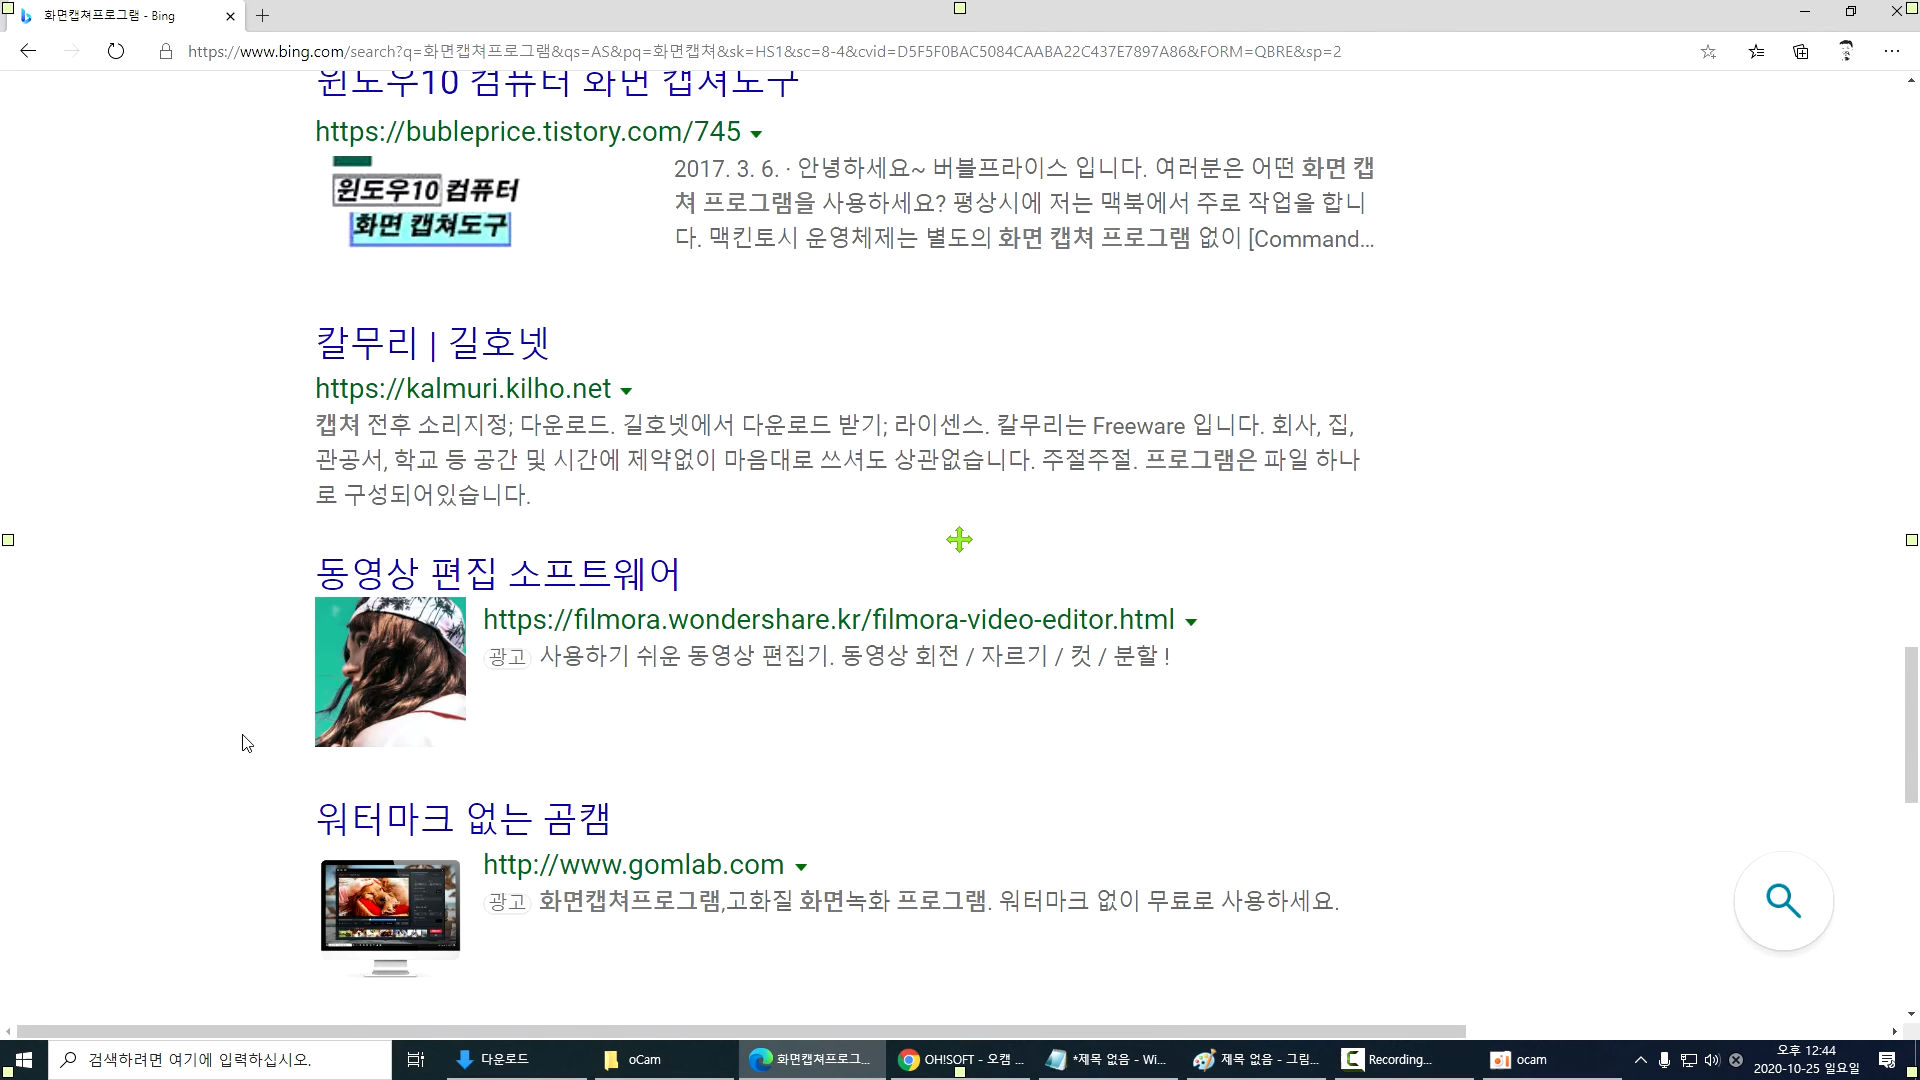 화면캡쳐프로그램 - Bing
https://www.bing.com/search?q=화면캡쳐프로그램&qs=AS&pq=화면캡쳐&sk=HS1&sc=8-4&cvid=D5F5F0BAC5084CAABA22C437E7897A86&FORM=QBRE&sp=2
윈도우10 컴퓨터 화면 캡쳐도구
https://bubleprice.tistory.com/745
윈도우10 컴퓨터
화면 캡쳐도구
2017. 3. 6. · 안녕하세요~ 버블프라이스 입니다. 여러분은 어떤 화면 캡
쳐 프로그램을 사용하세요? 평상시에 저는 맥북에서 주로 작업을 합니
다. 맥킨토시 운영체제는 별도의 화면 캡쳐 프로그램 없이 [Command...
칼무리 | 길호넷
https://kalmuri.kilho.net
캡쳐 전후 소리지정; 다운로드. 길호넷에서 다운로드 받기; 라이센스. 칼무리는 Freeware 입니다. 회사, 집,
관공서, 학교 등 공간 및 시간에 제약없이 마음대로 쓰셔도 상관없습니다. 주절주절. 프로그램은 파일 하나
로 구성되어있습니다.
동영상 편집 소프트웨어
https://filmora.wondershare.kr/filmora-video-editor.html
광고 사용하기 쉬운 동영상 편집기. 동영상 회전 / 자르기 / 컷 / 분할 !
워터마크 없는 곰캠
http://www.gomlab.com
광고 화면캡쳐프로그램,고화질 화면녹화 프로그램. 워터마크 없이 무료로 사용하세요.
검색하려면 여기에 입력하십시오. 다운로드 oCam 화면캡쳐프로그... OH!SOFT - 오캠 ... *제목 없음 - Wi... 제목 없음 - 그림... Recording... ocam 오후 12:44
2020-10-25 일요일